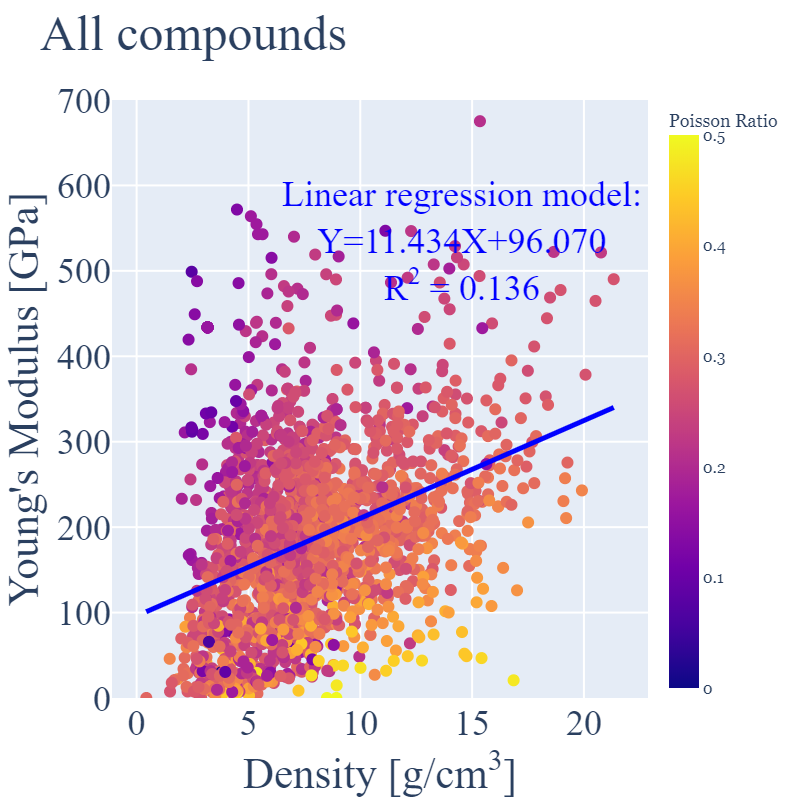 All compounds
Young's Modulus [GPa]
700
600
500
400
300
200
100
0
0 5 10 15 20
Density [g/cm³]
Linear regression model:
Y=11.434X+96.070
R² = 0.136
Poisson Ratio
0.5
0.4
0.3
0.2
0.1
0